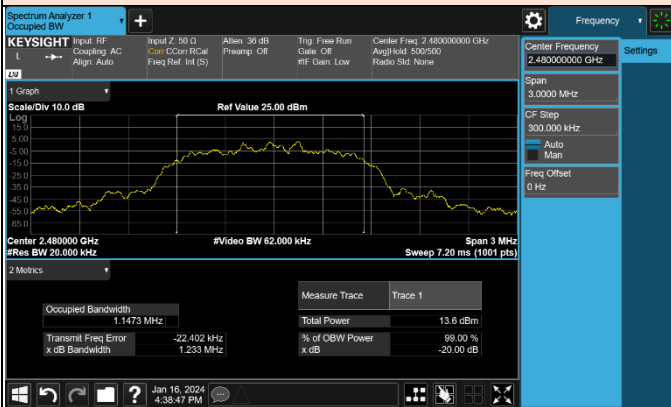 Spectrum Analyzer 1
Occupied BW
+
Frequency
KEYSIGHT
Input: RF
Coupling: AC
Align: Auto
Input Z: 50 Ω
Corr CCorr RCal
Freq Ref: Int (S)
Atten: 36 dB
Preamp: Off
Trig: Free Run
Gate: Off
#IF Gain: Low
Center Freq: 2.480000000 GHz
Avg|Hold: 500/500
Radio Std: None
L
Center Frequency
2.480000000 GHz
Settings
Span
3.0000 MHz
CF Step
300.000 kHz
Auto
Man
Freq Offset
0 Hz
1 Graph
Scale/Div 10.0 dB
Ref Value 25.00 dBm
Log
15.0
5.00
-5.00
-15.0
-25.0
-35.0
-45.0
-55.0
-65.0
Center 2.480000 GHz
#Video BW 62.000 kHz
Span 3 MHz
#Res BW 20.000 kHz
Sweep 7.20 ms (1001 pts)
2 Metrics
Measure Trace
Trace 1
Occupied Bandwidth
1.1473 MHz
Total Power
13.6 dBm
Transmit Freq Error
-22.402 kHz
% of OBW Power
99.00 %
x dB Bandwidth
1.233 MHz
x dB
-20.00 dB
?
Jan 16, 2024
4:38:47 PM